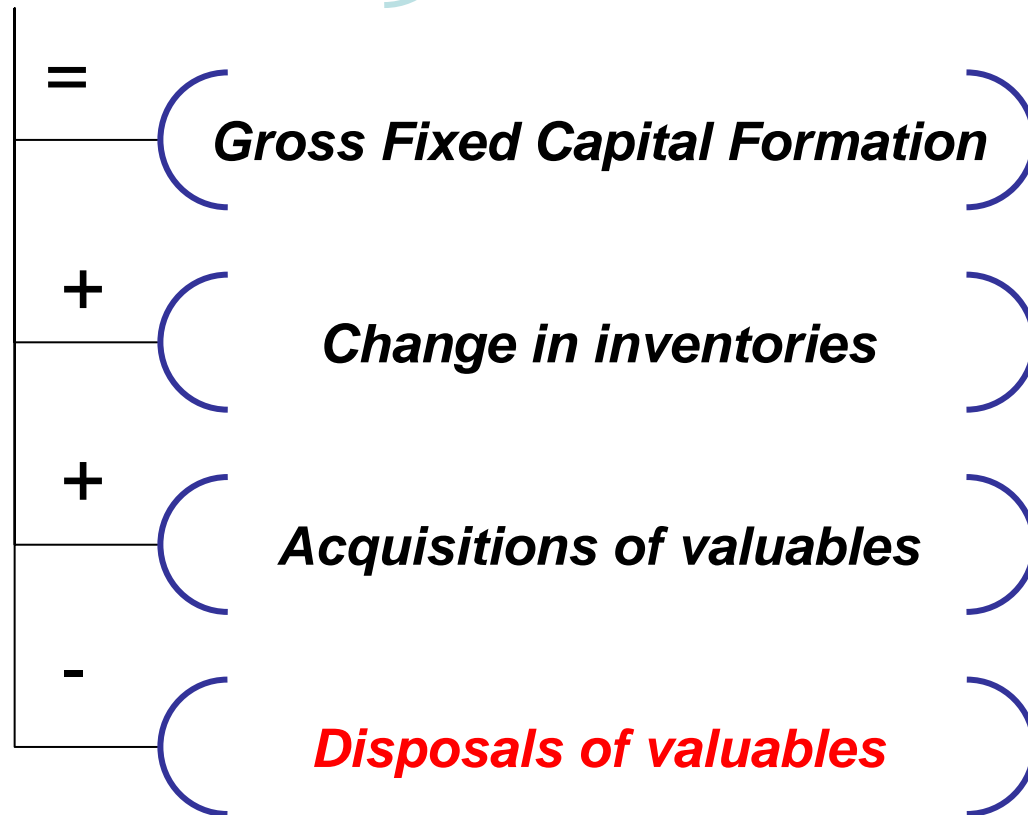 =
Gross Fixed Capital Formation
+
Change in inventories
+
Acquisitions of valuables
-
Disposals of valuables